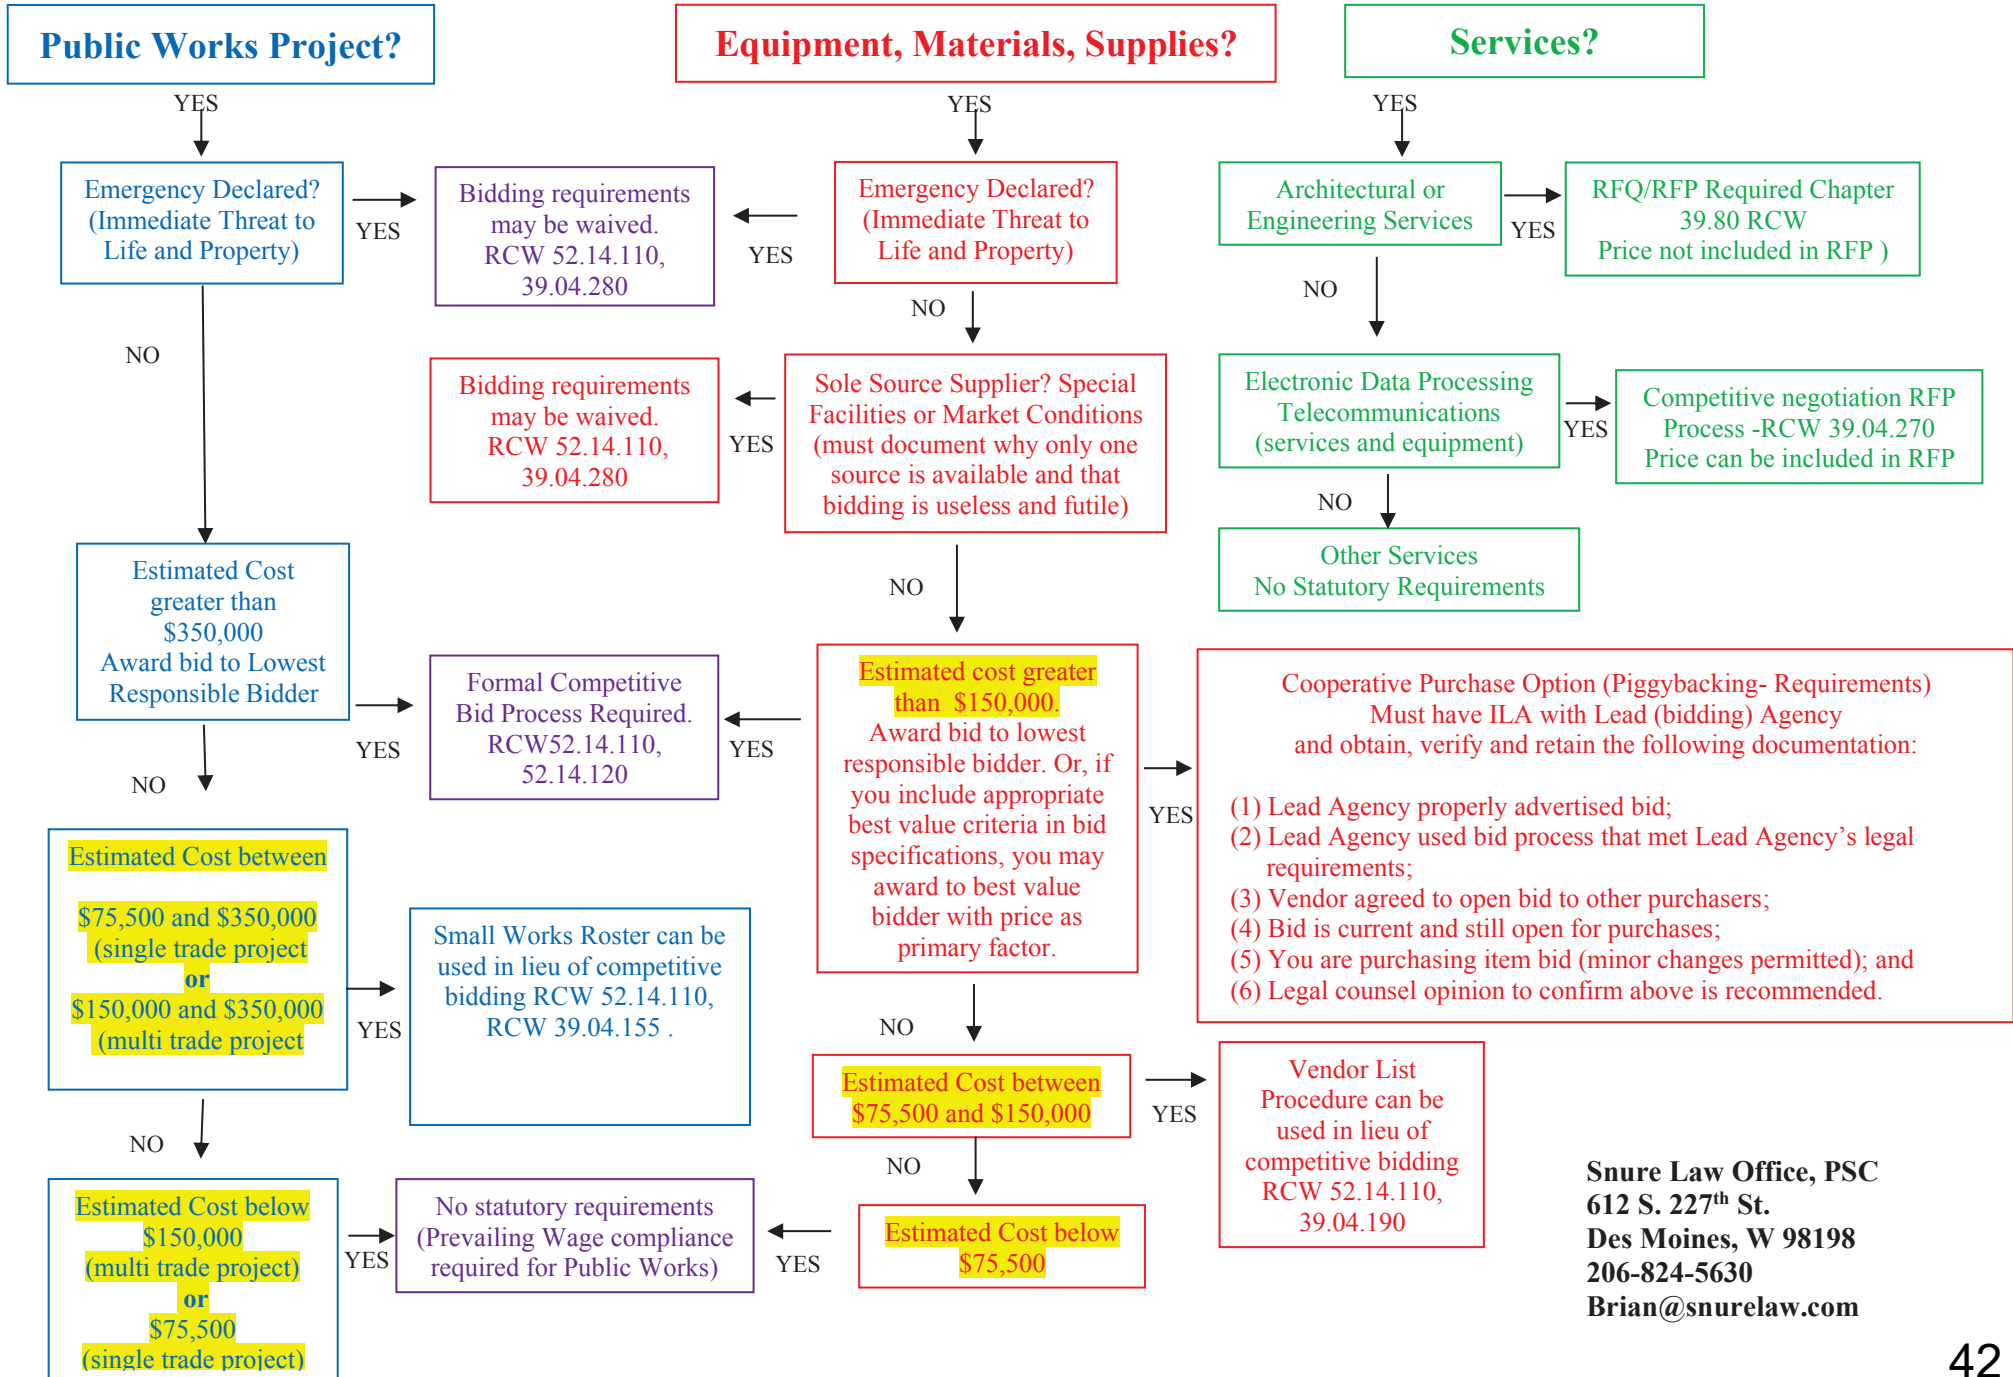 Public Works Project?
YES
Emergency Declared?
(Immediate Threat to
Life and Property)
YES
NO
Estimated Cost
greater than
$350,000
Award bid to Lowest
Responsible Bidder
YES
NO
Estimated Cost between
$75,500 and $350,000
(single trade project
or
$150,000 and $350,000
(multi trade project
YES
Small Works Roster can be
used in lieu of competitive
bidding RCW 52.14.110,
RCW 39.04.155 .
NO
Estimated Cost below
$150,000
(multi trade project)
or
$75,500
(single trade project)
YES
Bidding requirements
may be waived.
RCW 52.14.110,
39.04.280
Formal Competitive
Bid Process Required.
RCW52.14.110,
52.14.120
No statutory requirements
(Prevailing Wage compliance
required for Public Works)
Equipment, Materials, Supplies?
YES
Emergency Declared?
(Immediate Threat to
Life and Property)
YES
NO
Sole Source Supplier? Special
Facilities or Market Conditions
(must document why only one
source is available and that
bidding is useless and futile)
YES
Bidding requirements
may be waived.
RCW 52.14.110,
39.04.280
NO
Estimated cost greater
than $150,000.
Award bid to lowest
responsible bidder. Or, if
you include appropriate
best value criteria in bid
specifications, you may
award to best value
bidder with price as
primary factor.
YES
YES
Cooperative Purchase Option (Piggybacking- Requirements)
Must have ILA with Lead (bidding) Agency
and obtain, verify and retain the following documentation:
(1) Lead Agency properly advertised bid;
(2) Lead Agency used bid process that met Lead Agency’s legal
requirements;
(3) Vendor agreed to open bid to other purchasers;
(4) Bid is current and still open for purchases;
(5) You are purchasing item bid (minor changes permitted); and
(6) Legal counsel opinion to confirm above is recommended.
NO
Estimated Cost between
$75,500 and $150,000
YES
Vendor List
Procedure can be
used in lieu of
competitive bidding
RCW 52.14.110,
39.04.190
NO
Estimated Cost below
$75,500
YES
Services?
YES
Architectural or
Engineering Services
YES
RFQ/RFP Required Chapter
39.80 RCW
Price not included in RFP )
NO
Electronic Data Processing
Telecommunications
(services and equipment)
YES
Competitive negotiation RFP
Process -RCW 39.04.270
Price can be included in RFP
NO
Other Services
No Statutory Requirements
Snure Law Office, PSC
612 S. 227th St.
Des Moines, W 98198
206-824-5630
Brian@snurelaw.com
42